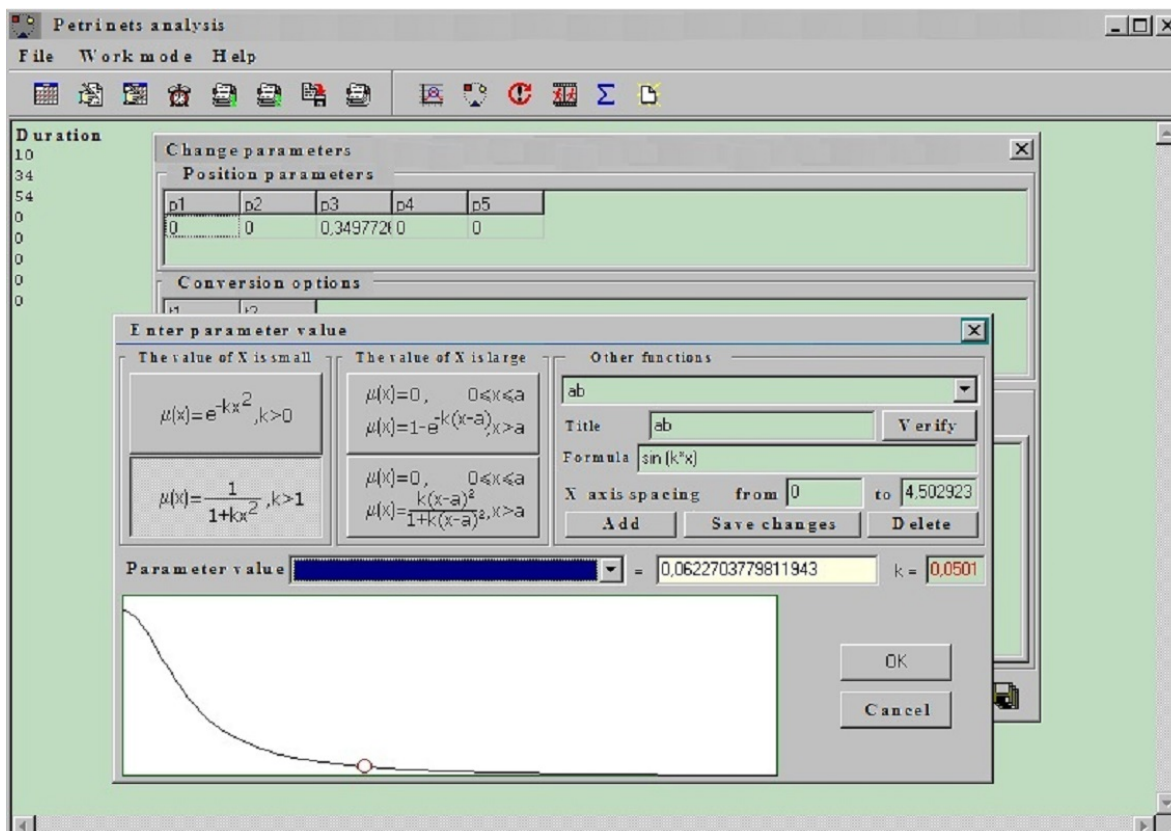 Petrinets analysis
File Work mode Help
Duration
10
34
54
0
0
0
0
0
Change parameters
Position parameters
p1 p2 p3 p4 p5
0 0 0,3497726 0 0
Conversion options
t1 t2
Enter parameter value
The value of X is small
μ(x)=e^-kx²,k>0
μ(x)=1/(1+kx²),k>1
The value of X is large
μ(x)=0, 0⩽x⩽a
μ(x)=1-e^-k(x-a),x>a
μ(x)=0, 0⩽x⩽a
μ(x)=k(x-a)²/(1+k(x-a)²),x>a
Other functions
ab
Title ab Verify
Formula sin (k*x)
X axis spacing from 0 to 4,502923
Add Save changes Delete
Parameter value = 0,0622703779811943 k = 0,0501
OK
Cancel